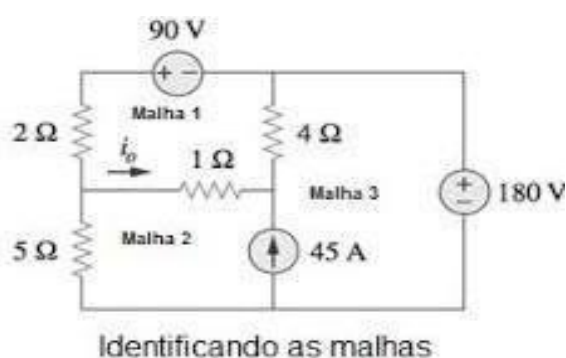 90 V
+ −
Malha 1
2 Ω
4 Ω
i_o
1 Ω
Malha 3
+
−
180 V
Malha 2
5 Ω
45 A
Identificando as malhas